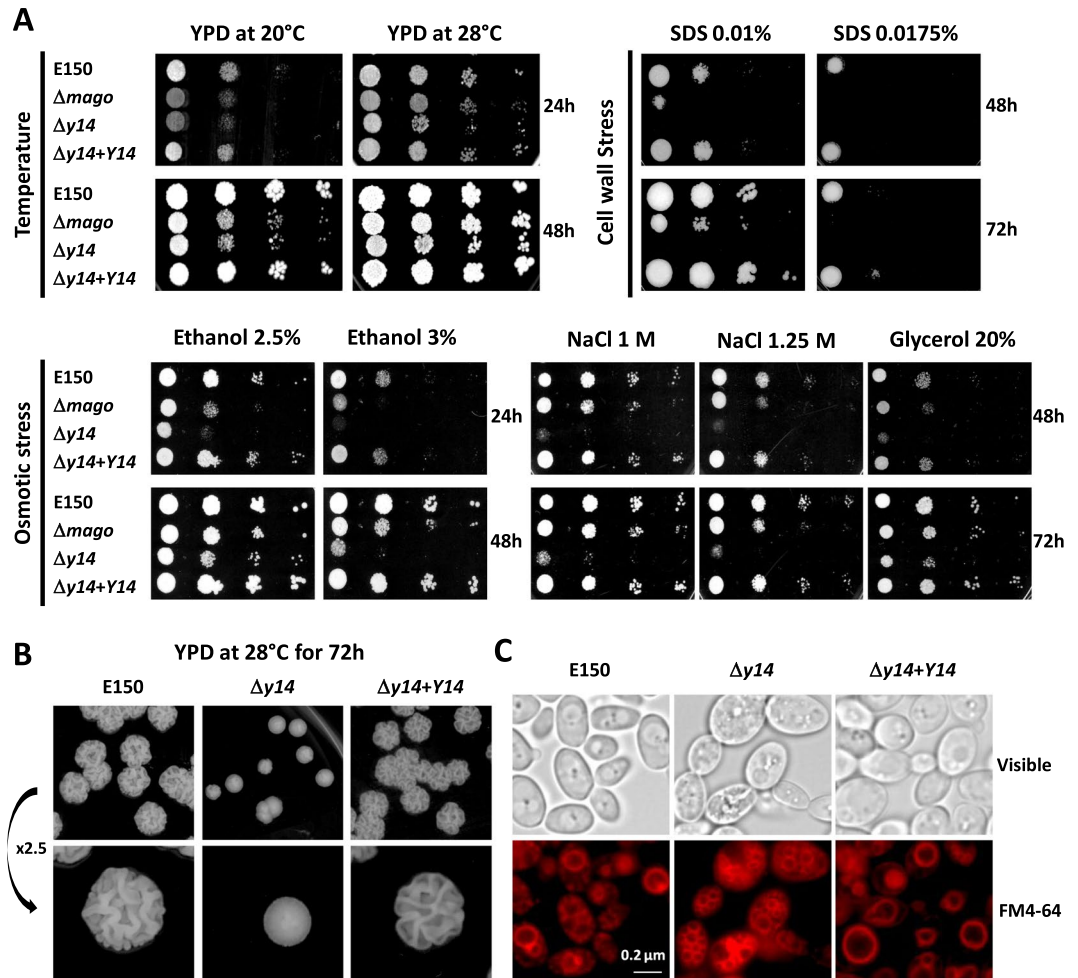 A
YPD at 20°C YPD at 28°C SDS 0.01% SDS 0.0175%
Temperature
E150
Δmago
Δy14
Δy14+Y14
24h
E150
Δmago
Δy14
Δy14+Y14
48h
Cell wall Stress
48h
72h
Ethanol 2.5% Ethanol 3% NaCl 1 M NaCl 1.25 M Glycerol 20%
Osmotic stress
E150
Δmago
Δy14
Δy14+Y14
24h
48h
E150
Δmago
Δy14
Δy14+Y14
48h
72h
B
YPD at 28°C for 72h
E150 Δy14 Δy14+Y14
x2.5
C
E150 Δy14 Δy14+Y14
Visible
FM4-64
0.2 µm